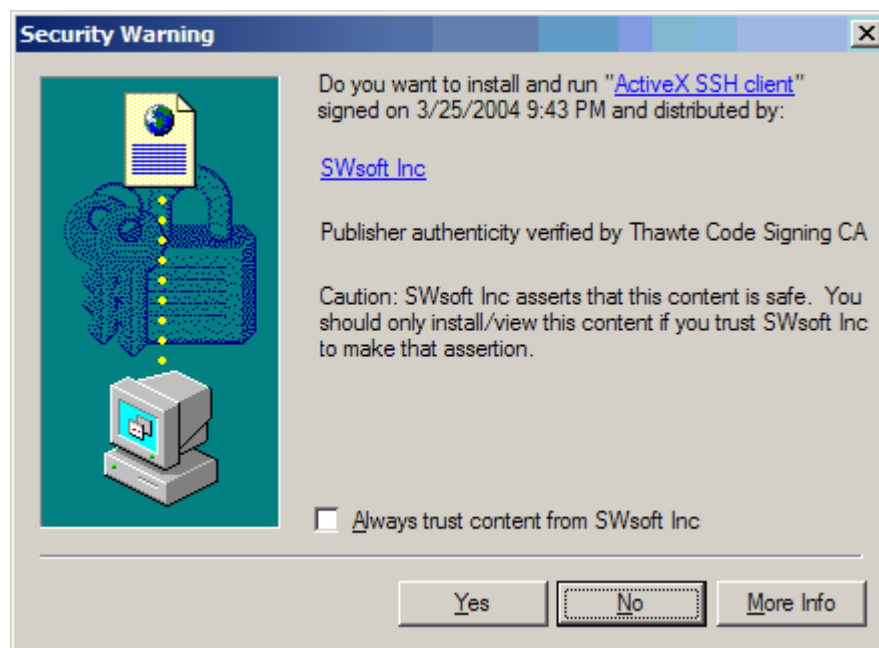 Security Warning
Do you want to install and run "ActiveX SSH client"
signed on 3/25/2004 9:43 PM and distributed by:
SWsoft Inc
Publisher authenticity verified by Thawte Code Signing CA
Caution: SWsoft Inc asserts that this content is safe. You
should only install/view this content if you trust SWsoft Inc
to make that assertion.
Always trust content from SWsoft Inc
Yes No More Info